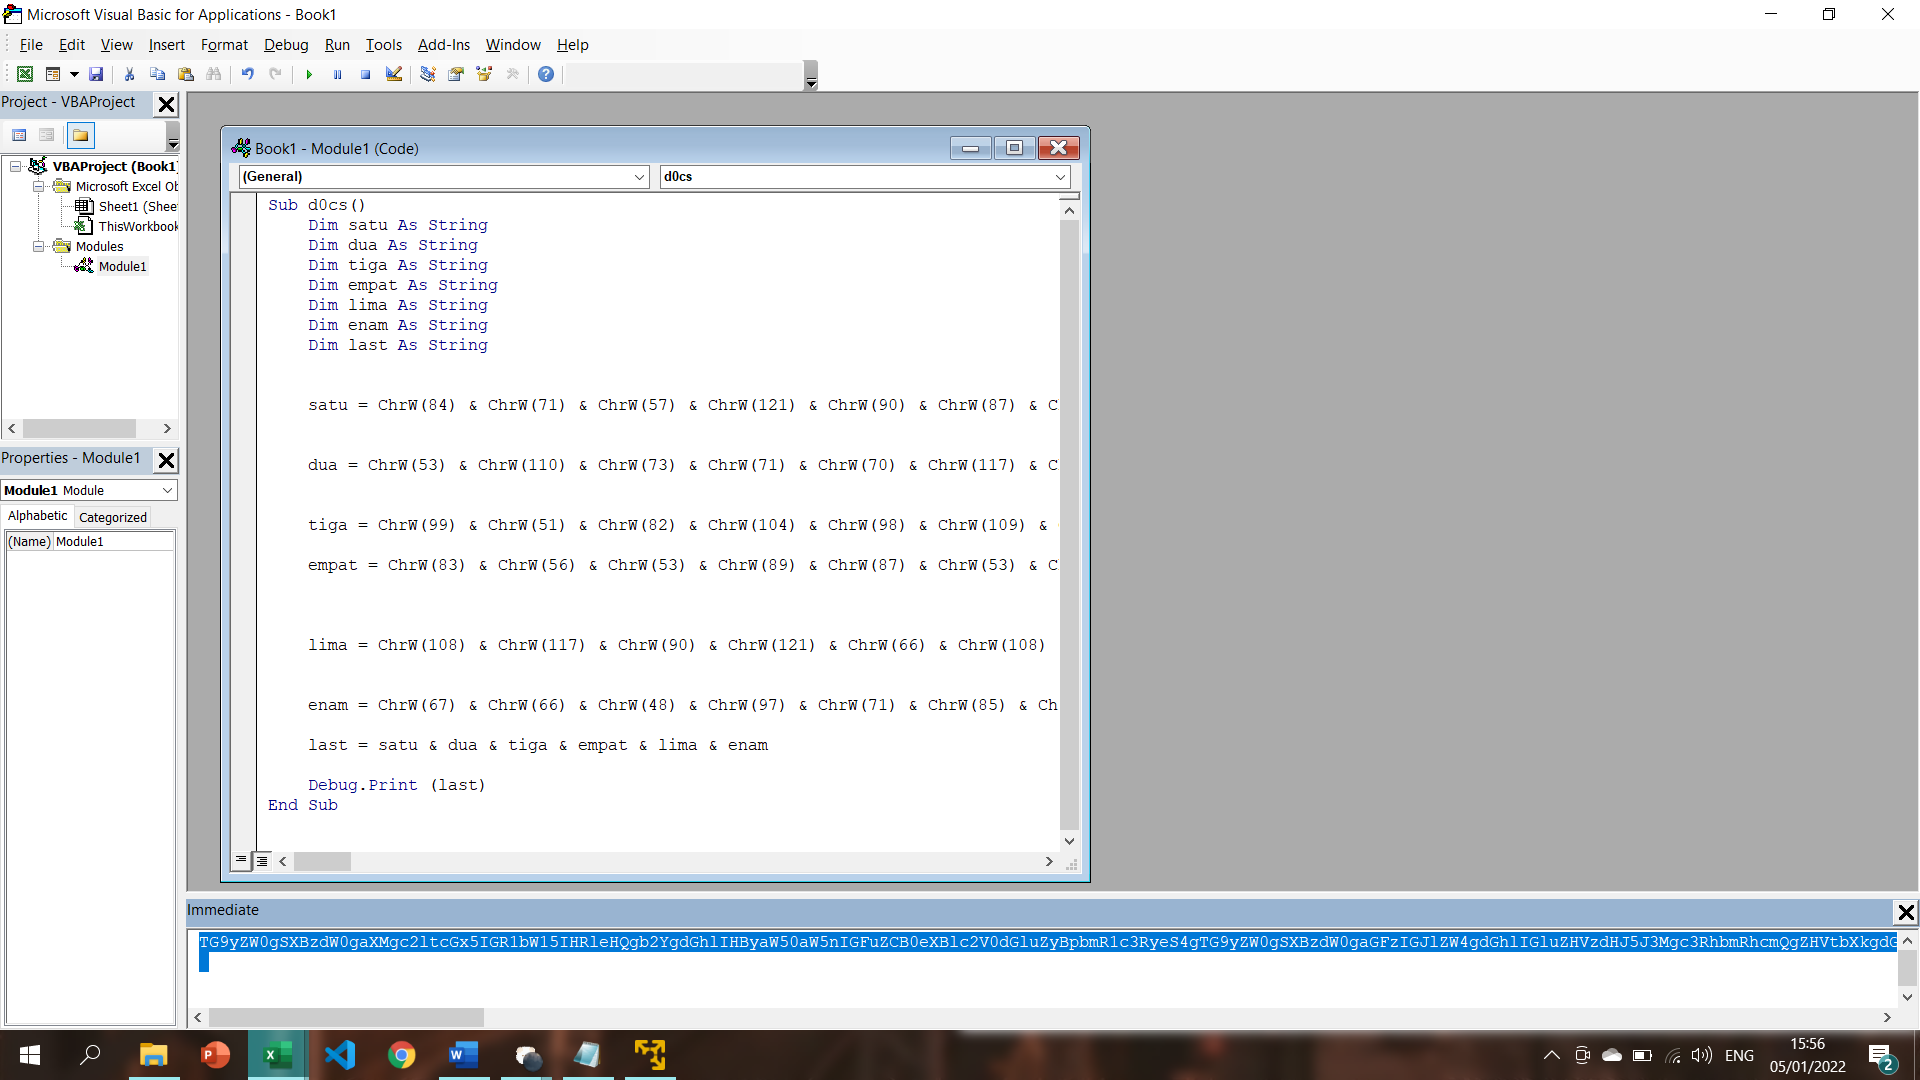 Microsoft Visual Basic for Applications - Book1
File Edit View Insert Format Debug Run Tools Add-Ins Window Help
Project - VBAProject
VBAProject (Book1)
Microsoft Excel Ob
Sheet1 (Shee
ThisWorkbook
Modules
Module1
Properties - Module1
Module1 Module
Alphabetic Categorized
(Name) Module1
Book1 - Module1 (Code)
(General) d0cs
Sub d0cs()
Dim satu As String
Dim dua As String
Dim tiga As String
Dim empat As String
Dim lima As String
Dim enam As String
Dim last As String
satu = ChrW(84) & ChrW(71) & ChrW(57) & ChrW(121) & ChrW(90) & ChrW(87) & C
dua = ChrW(53) & ChrW(110) & ChrW(73) & ChrW(71) & ChrW(70) & ChrW(117) & C
tiga = ChrW(99) & ChrW(51) & ChrW(82) & ChrW(104) & ChrW(98) & ChrW(109) &
empat = ChrW(83) & ChrW(56) & ChrW(53) & ChrW(89) & ChrW(87) & ChrW(53) & C
lima = ChrW(108) & ChrW(117) & ChrW(90) & ChrW(121) & ChrW(66) & ChrW(108)
enam = ChrW(67) & ChrW(66) & ChrW(48) & ChrW(97) & ChrW(71) & ChrW(85) & Ch
last = satu & dua & tiga & empat & lima & enam
Debug.Print (last)
End Sub
Immediate
TG9yZW0gSXBzdW0gaXMgc2ltcGx5IGR1bW15IHRleHQgb2YgdGhlIHByaW50aW5nIGFuZCB0eXBlc2V0dGluZyBpbmR1c3RyeS4gTG9yZW0gSXBzdW0gaGFzIGJlZW4gdGhlIGluZHVzdHJ5J3Mgc3RhbmRhcmQgZHVtbXkgdG
ENG
15:56
05/01/2022
2